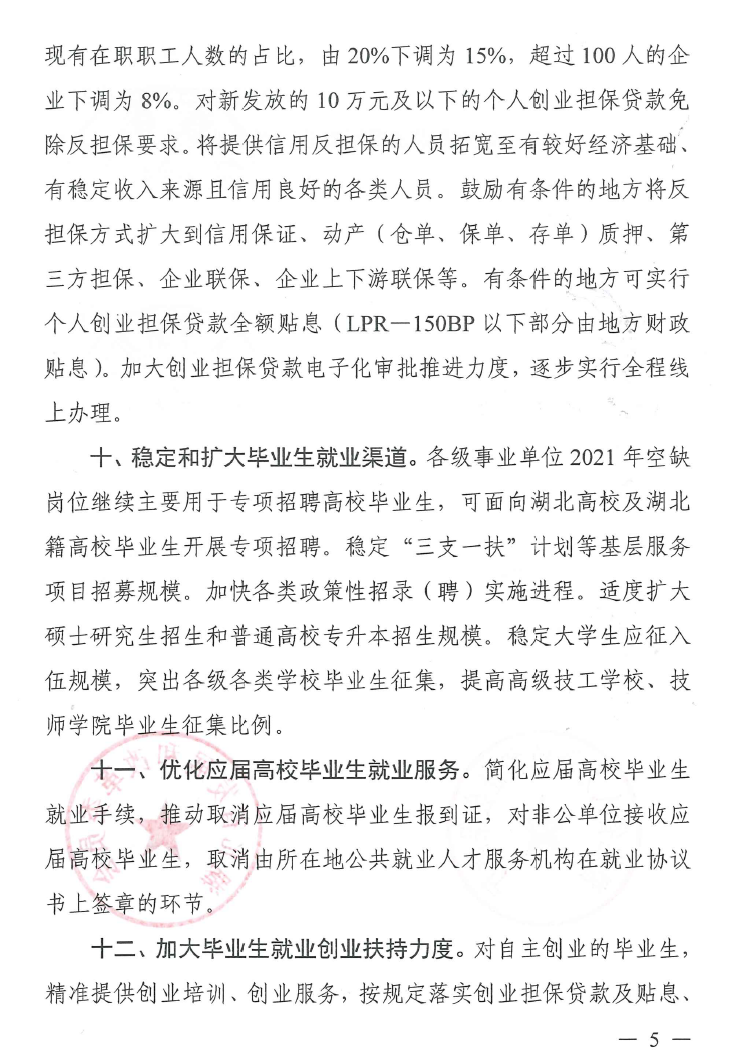 现有在职职工人数的占比，由20%下调为15%，超过100人的企
业下调为8%。对新发放的10万元及以下的个人创业担保贷款免
除反担保要求。将提供信用反担保的人员拓宽至有较好经济基础、
有稳定收入来源且信用良好的各类人员。鼓励有条件的地方将反
担保方式扩大到信用保证、动产（仓单、保单、存单）质押、第
三方担保、企业联保、企业上下游联保等。有条件的地方可实行
个人创业担保贷款全额贴息（LPR—150BP以下部分由地方财政
贴息）。加大创业担保贷款电子化审批推进力度，逐步实行全程线
上办理。
十、稳定和扩大毕业生就业渠道。各级事业单位2021年空缺
岗位继续主要用于专项招聘高校毕业生，可面向湖北高校及湖北
籍高校毕业生开展专项招聘。稳定“三支一扶”计划等基层服务
项目招募规模。加快各类政策性招录（聘）实施进程。适度扩大
硕士研究生招生和普通高校专升本招生规模。稳定大学生应征入
伍规模，突出各级各类学校毕业生征集，提高高级技工学校、技
师学院毕业生征集比例。
十一、优化应届高校毕业生就业服务。简化应届高校毕业生
就业手续，推动取消应届高校毕业生报到证，对非公单位接收应
届高校毕业生，取消由所在地公共就业人才服务机构在就业协议
书上签章的环节。
十二、加大毕业生就业创业扶持力度。对自主创业的毕业生，
精准提供创业培训、创业服务，按规定落实创业担保贷款及贴息、
— 5 —